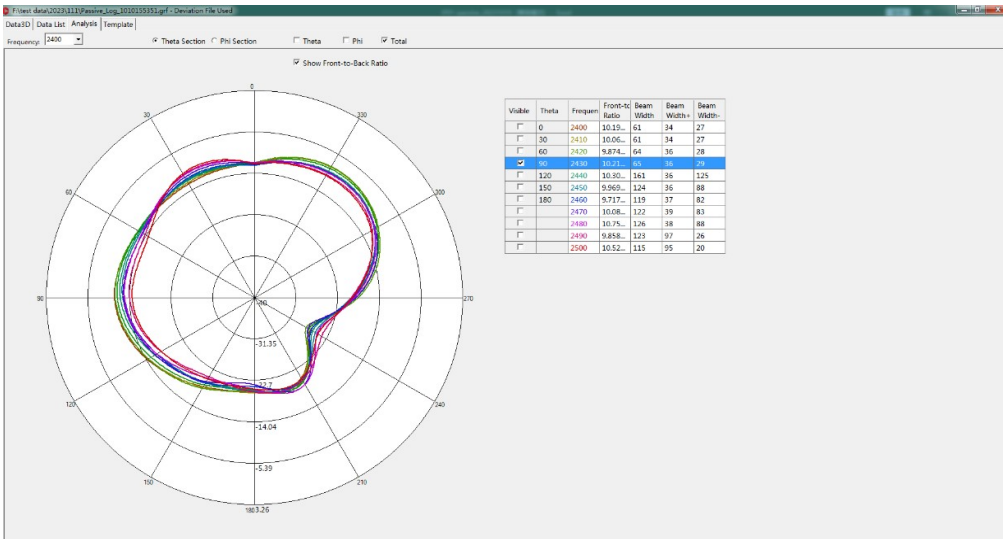 F:\test data\2023\111\Passive_Log_1010155351.grf - Deviation File Used
Data3D Data List Analysis Template
Frequency: 2400 Theta Section Phi Section Theta Phi Total
Show Front-to-Back Ratio
0
30 330
60 300
90 270
120 240
150 210
180
-40
-31.35
-22.7
-14.04
-5.39
3.26
Visible Theta Frequen Front-to Ratio Beam Width Beam Width+ Beam Width-
0 2400 10.19... 61 34 27
30 2410 10.06... 61 34 27
60 2420 9.874... 64 36 28
90 2430 10.21... 65 36 29
120 2440 10.30... 161 36 125
150 2450 9.969... 124 36 88
180 2460 9.717... 119 37 82
2470 10.08... 122 39 83
2480 10.75... 126 38 88
2490 9.858... 123 97 26
2500 10.52... 115 95 20